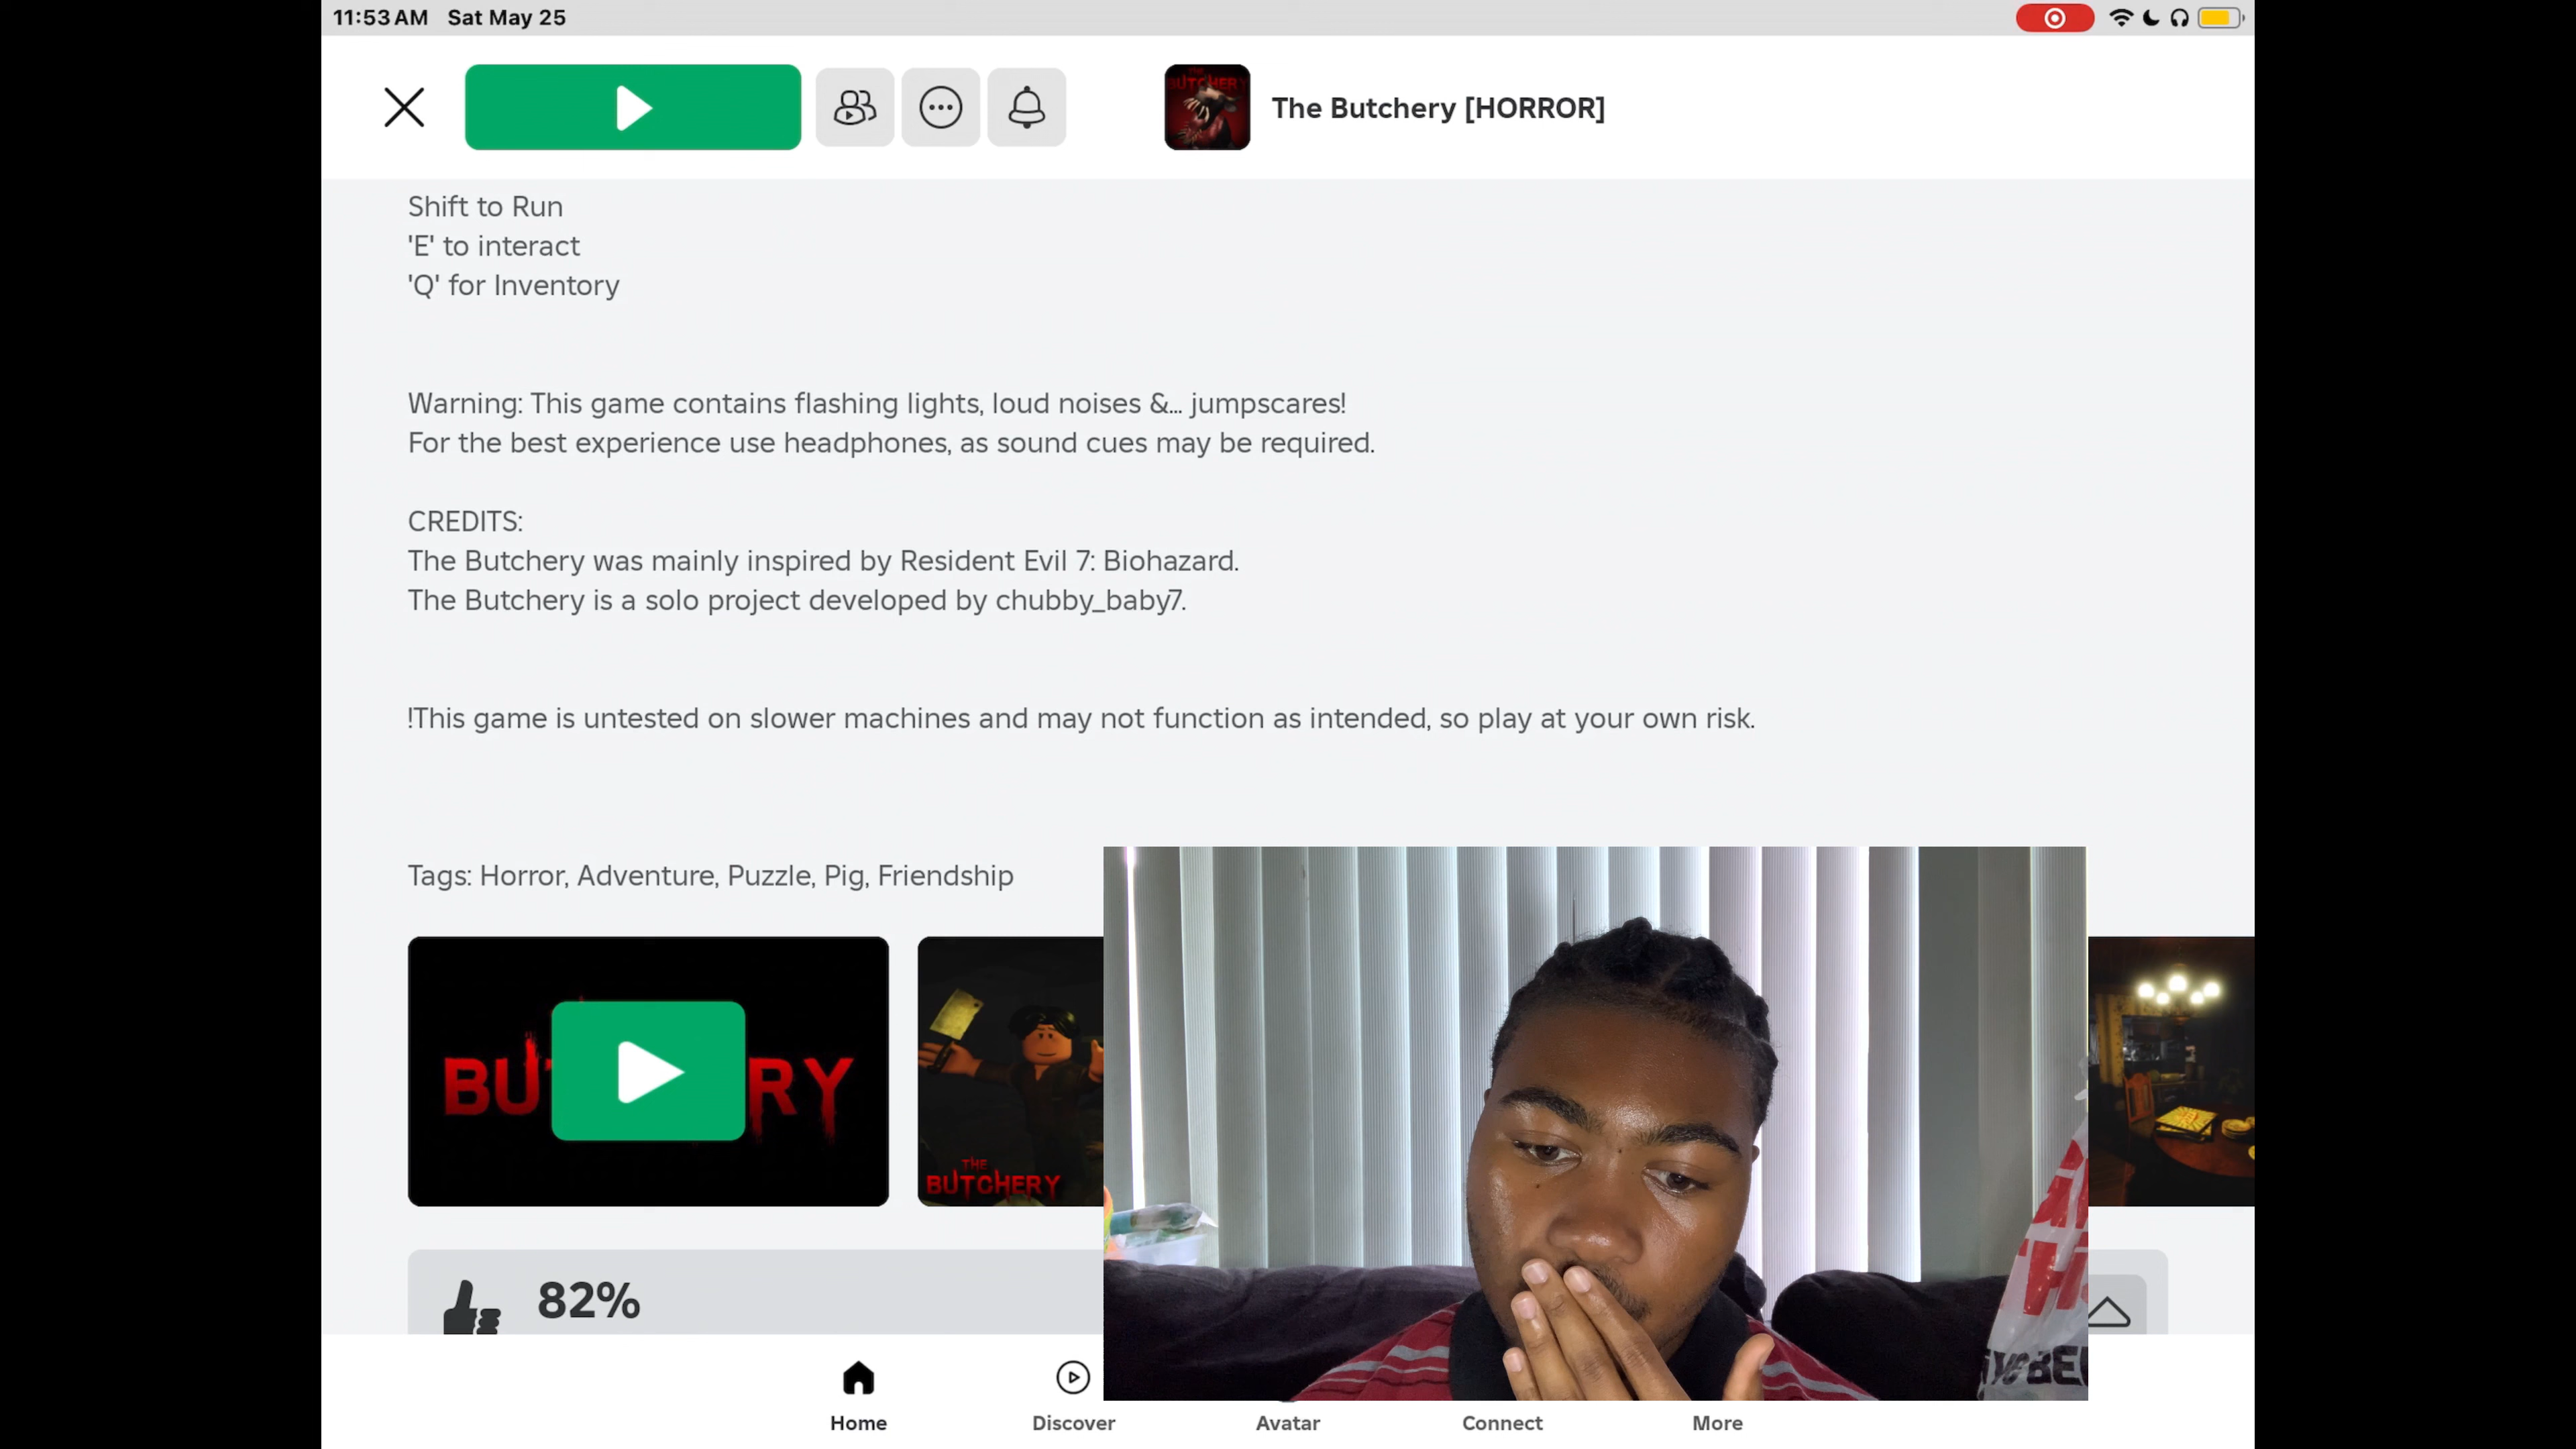 11:53 AM Sat May 25
The Butchery [HORROR]
Shift to Run
'E' to interact
'Q' for Inventory
Warning: This game contains flashing lights, loud noises &... jumpscares!
For the best experience use headphones, as sound cues may be required.
CREDITS:
The Butchery was mainly inspired by Resident Evil 7: Biohazard.
The Butchery is a solo project developed by chubby_baby7.
!This game is untested on slower machines and may not function as intended, so play at your own risk.
Tags: Horror, Adventure, Puzzle, Pig, Friendship
THE
BUTCHERY
82%
Home Discover Avatar Connect More